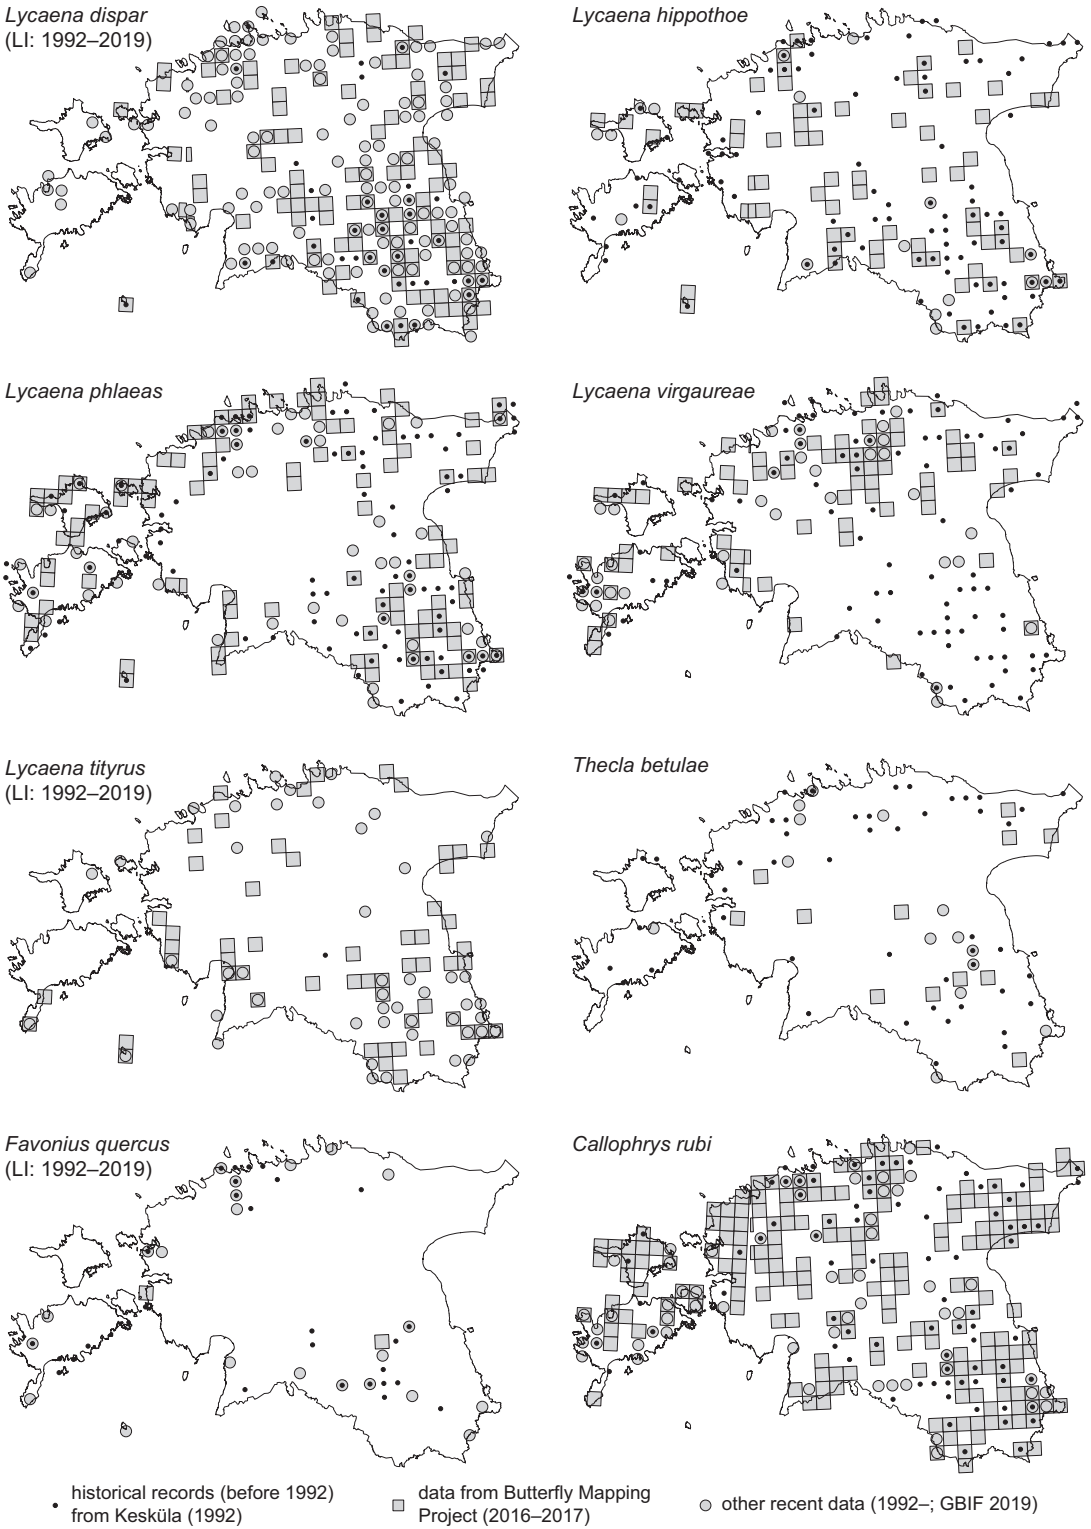 Lycaena dispar
(LI: 1992–2019)
Lycaena hippothoe
Lycaena phlaeas
Lycaena virgaureae
Lycaena tityrus
(LI: 1992–2019)
Thecla betulae
Favonius quercus
(LI: 1992–2019)
Callophrys rubi
historical records (before 1992)
from Keskküla (1992)
data from Butterfly Mapping
Project (2016–2017)
other recent data (1992–; GBIF 2019)